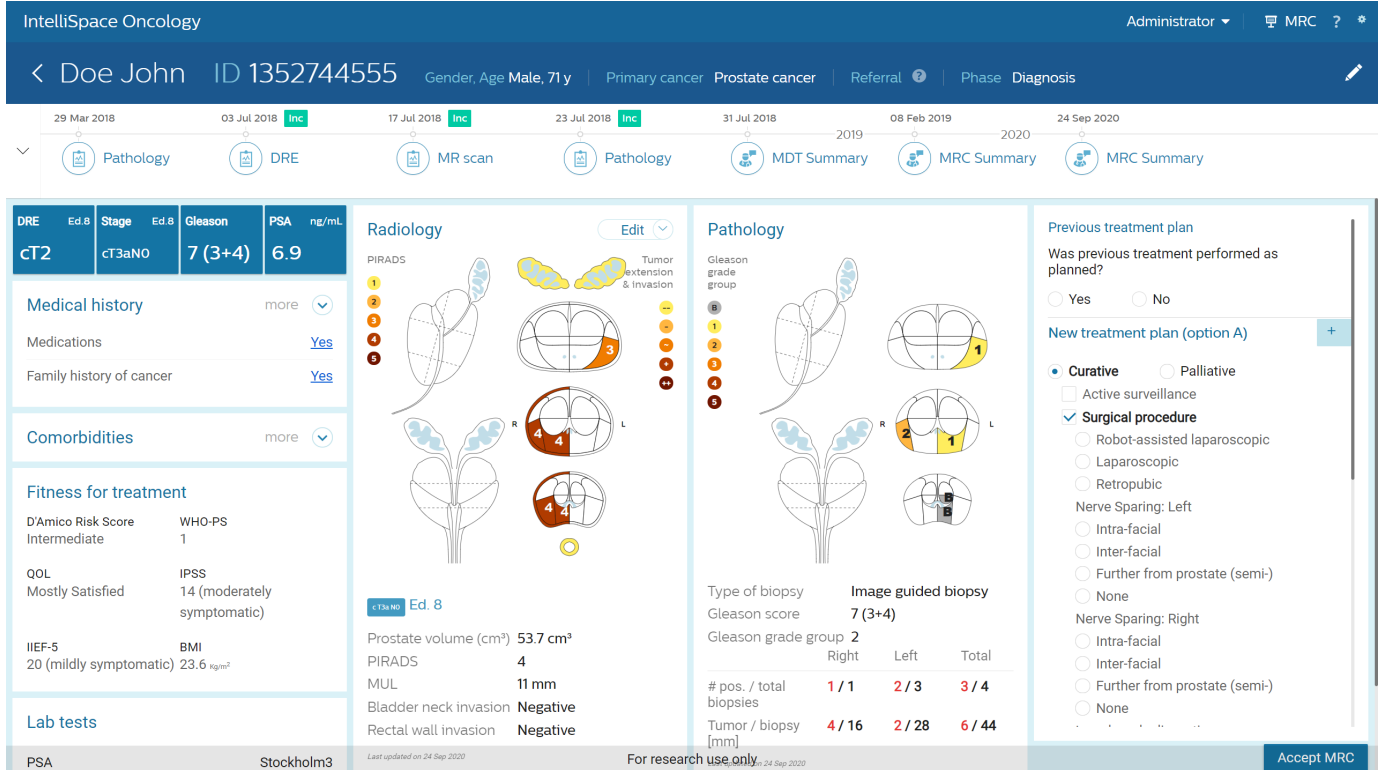 IntelliSpace Oncology
Administrator MRC ?
Doe John ID 1352744555 Gender, Age Male, 71 y Primary cancer Prostate cancer Referral ? Phase Diagnosis
29 Mar 2018 03 Jul 2018 Inc 17 Jul 2018 Inc 23 Jul 2018 Inc 31 Jul 2018 08 Feb 2019 24 Sep 2020
2019 2020
Pathology DRE MR scan Pathology MDT Summary MRC Summary MRC Summary
DRE Ed.8 Stage Ed.8 Gleason PSA ng/mL
cT2 cT3aN0 7 (3+4) 6.9
Medical history more
Medications Yes
Family history of cancer Yes
Comorbidities more
Fitness for treatment
D'Amico Risk Score WHO-PS
Intermediate 1
QOL IPSS
Mostly Satisfied 14 (moderately
symptomatic)
IIEF-5 BMI
20 (mildly symptomatic) 23.6 Kg/m²
Lab tests
PSA Stockholm3
Radiology Edit
PIRADS
Tumor
extension
& invasion
1
2
3
4
5
--
-
~
+
++
3
R L
4 4
4 4
cT3a N0 Ed. 8
Prostate volume (cm³) 53.7 cm³
PIRADS 4
MUL 11 mm
Bladder neck invasion Negative
Rectal wall invasion Negative
Last updated on 24 Sep 2020
Pathology
Gleason
grade
group
B
1
2
3
4
5
1
R L
2 1
B
B
Type of biopsy Image guided biopsy
Gleason score 7 (3+4)
Gleason grade group 2
Right Left Total
# pos. / total
biopsies
1 / 1 2 / 3 3 / 4
Tumor / biopsy
[mm]
4 / 16 2 / 28 6 / 44
Last updated on 24 Sep 2020
Previous treatment plan
Was previous treatment performed as
planned?
Yes No
New treatment plan (option A) +
Curative Palliative
Active surveillance
Surgical procedure
Robot-assisted laparoscopic
Laparoscopic
Retropubic
Nerve Sparing: Left
Intra-facial
Inter-facial
Further from prostate (semi-)
None
Nerve Sparing: Right
Intra-facial
Inter-facial
Further from prostate (semi-)
None
For research use only
Accept MRC